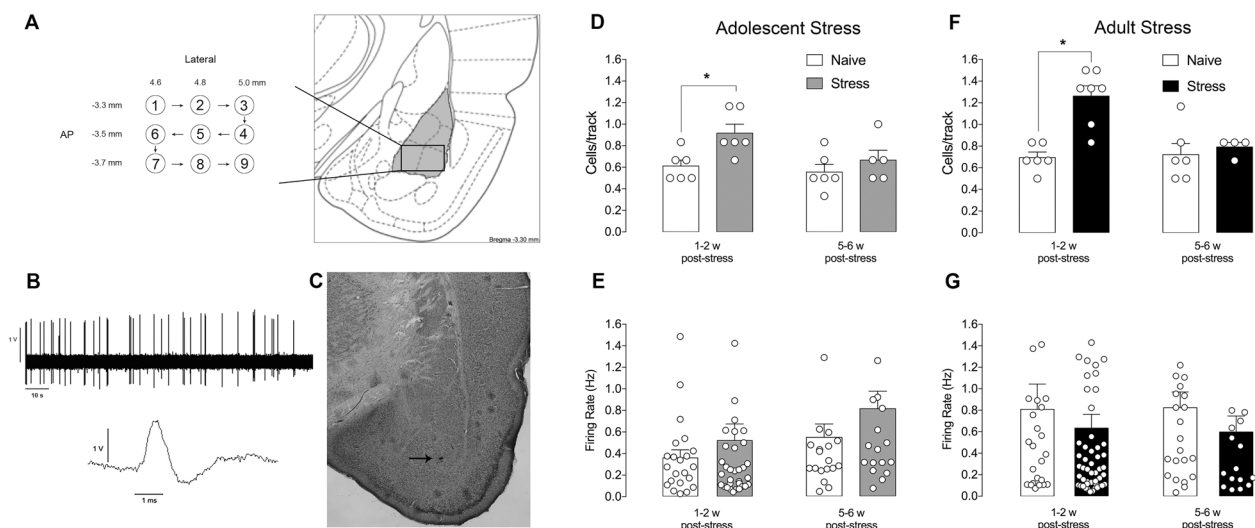 A
Lateral
4.6 4.8 5.0 mm
-3.3 mm 1 2 3
AP -3.5 mm 6 5 4
-3.7 mm 7 8 9
Bregma -3.30 mm
B
1 V
10 s
1 V
1 ms
C
D
Adolescent Stress
Naive
Stress
*
Cells/track
1.6
1.4
1.2
1.0
0.8
0.6
0.4
0.2
0.0
1-2 w
post-stress
5-6 w
post-stress
E
Firing Rate (Hz)
1.6
1.4
1.2
1.0
0.8
0.6
0.4
0.2
0.0
1-2 w
post-stress
5-6 w
post-stress
F
Adult Stress
Naive
Stress
*
Cells/track
1.6
1.4
1.2
1.0
0.8
0.6
0.4
0.2
0.0
1-2 w
post-stress
5-6 w
post-stress
G
Firing Rate (Hz)
1.6
1.4
1.2
1.0
0.8
0.6
0.4
0.2
0.0
1-2 w
post-stress
5-6 w
post-stress